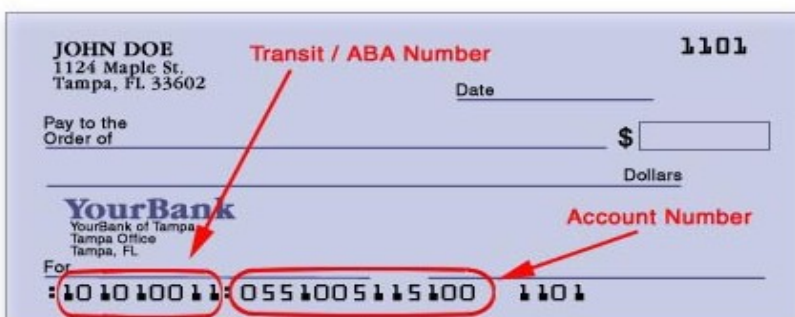 JOHN DOE
1124 Maple St.
Tampa, FL 33602
Transit / ABA Number
1101
Date
Pay to the
Order of
$
Dollars
YourBank
YourBank of Tampa
Tampa Office
Tampa, FL
Account Number
For
⑆101010011⑆ 0551005115100 1101